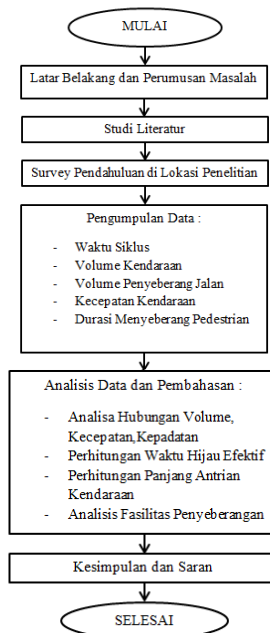 MULAI
Latar Belakang dan Perumusan Masalah
Studi Literatur
Survey Pendahuluan di Lokasi Penelitian
Pengumpulan Data :
- Waktu Siklus
- Volume Kendaraan
- Volume Penyeberang Jalan
- Kecepatan Kendaraan
- Durasi Menyeberang Pedestrian
Analisis Data dan Pembahasan :
- Analisa Hubungan Volume,
Kecepatan,Kepadatan
- Perhitungan Waktu Hijau Efektif
- Perhitungan Panjang Antrian
Kendaraan
- Analisis Fasilitas Penyeberangan
Kesimpulan dan Saran
SELESAI